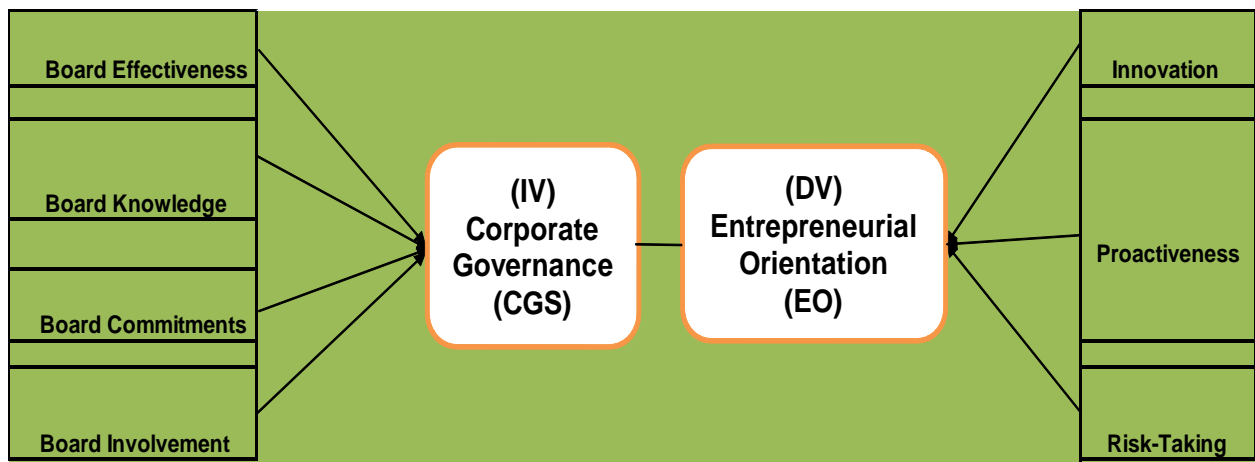 Board Effectiveness
Board Knowledge
Board Commitments
Board Involvement
(IV)
Corporate
Governance
(CGS)
(DV)
Entrepreneurial
Orientation
(EO)
Innovation
Proactiveness
Risk-Taking